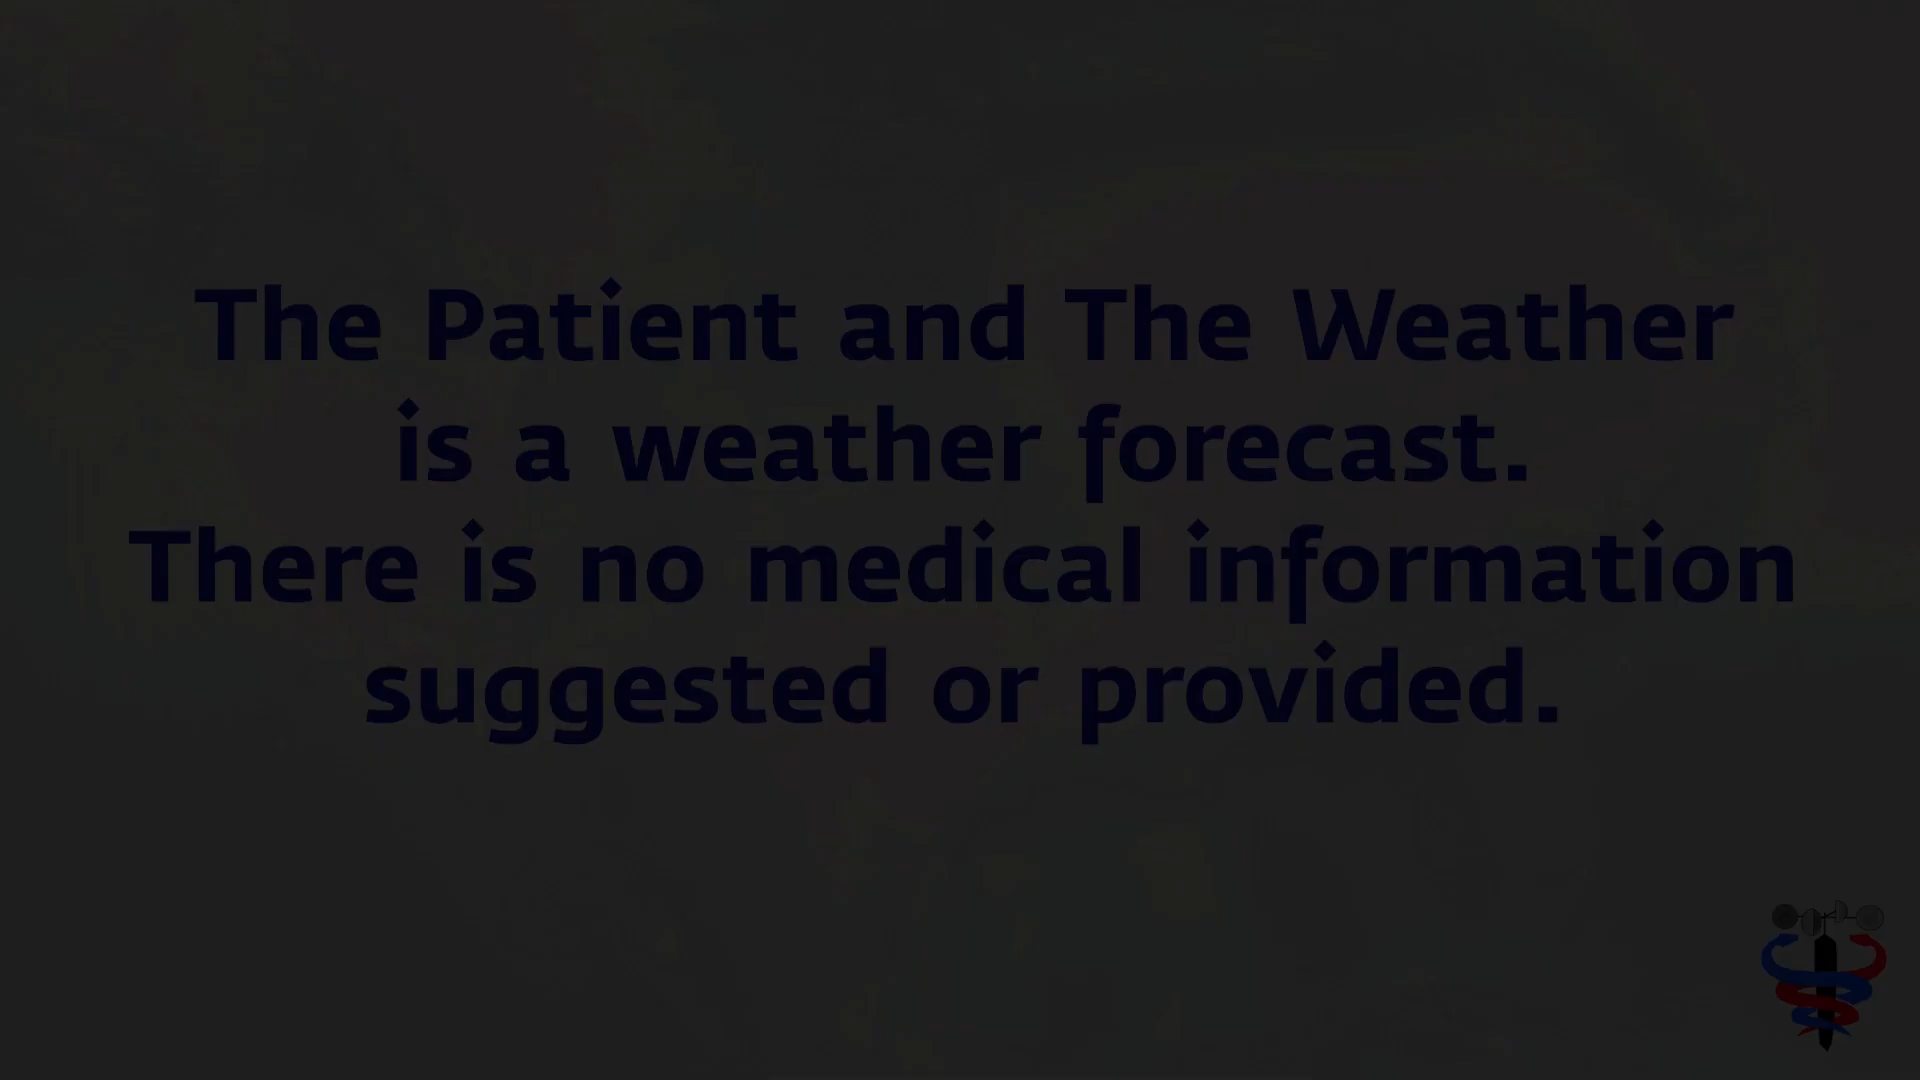 The Patient and The Weather
is a weather forecast.
There is no medical information
suggested or provided.